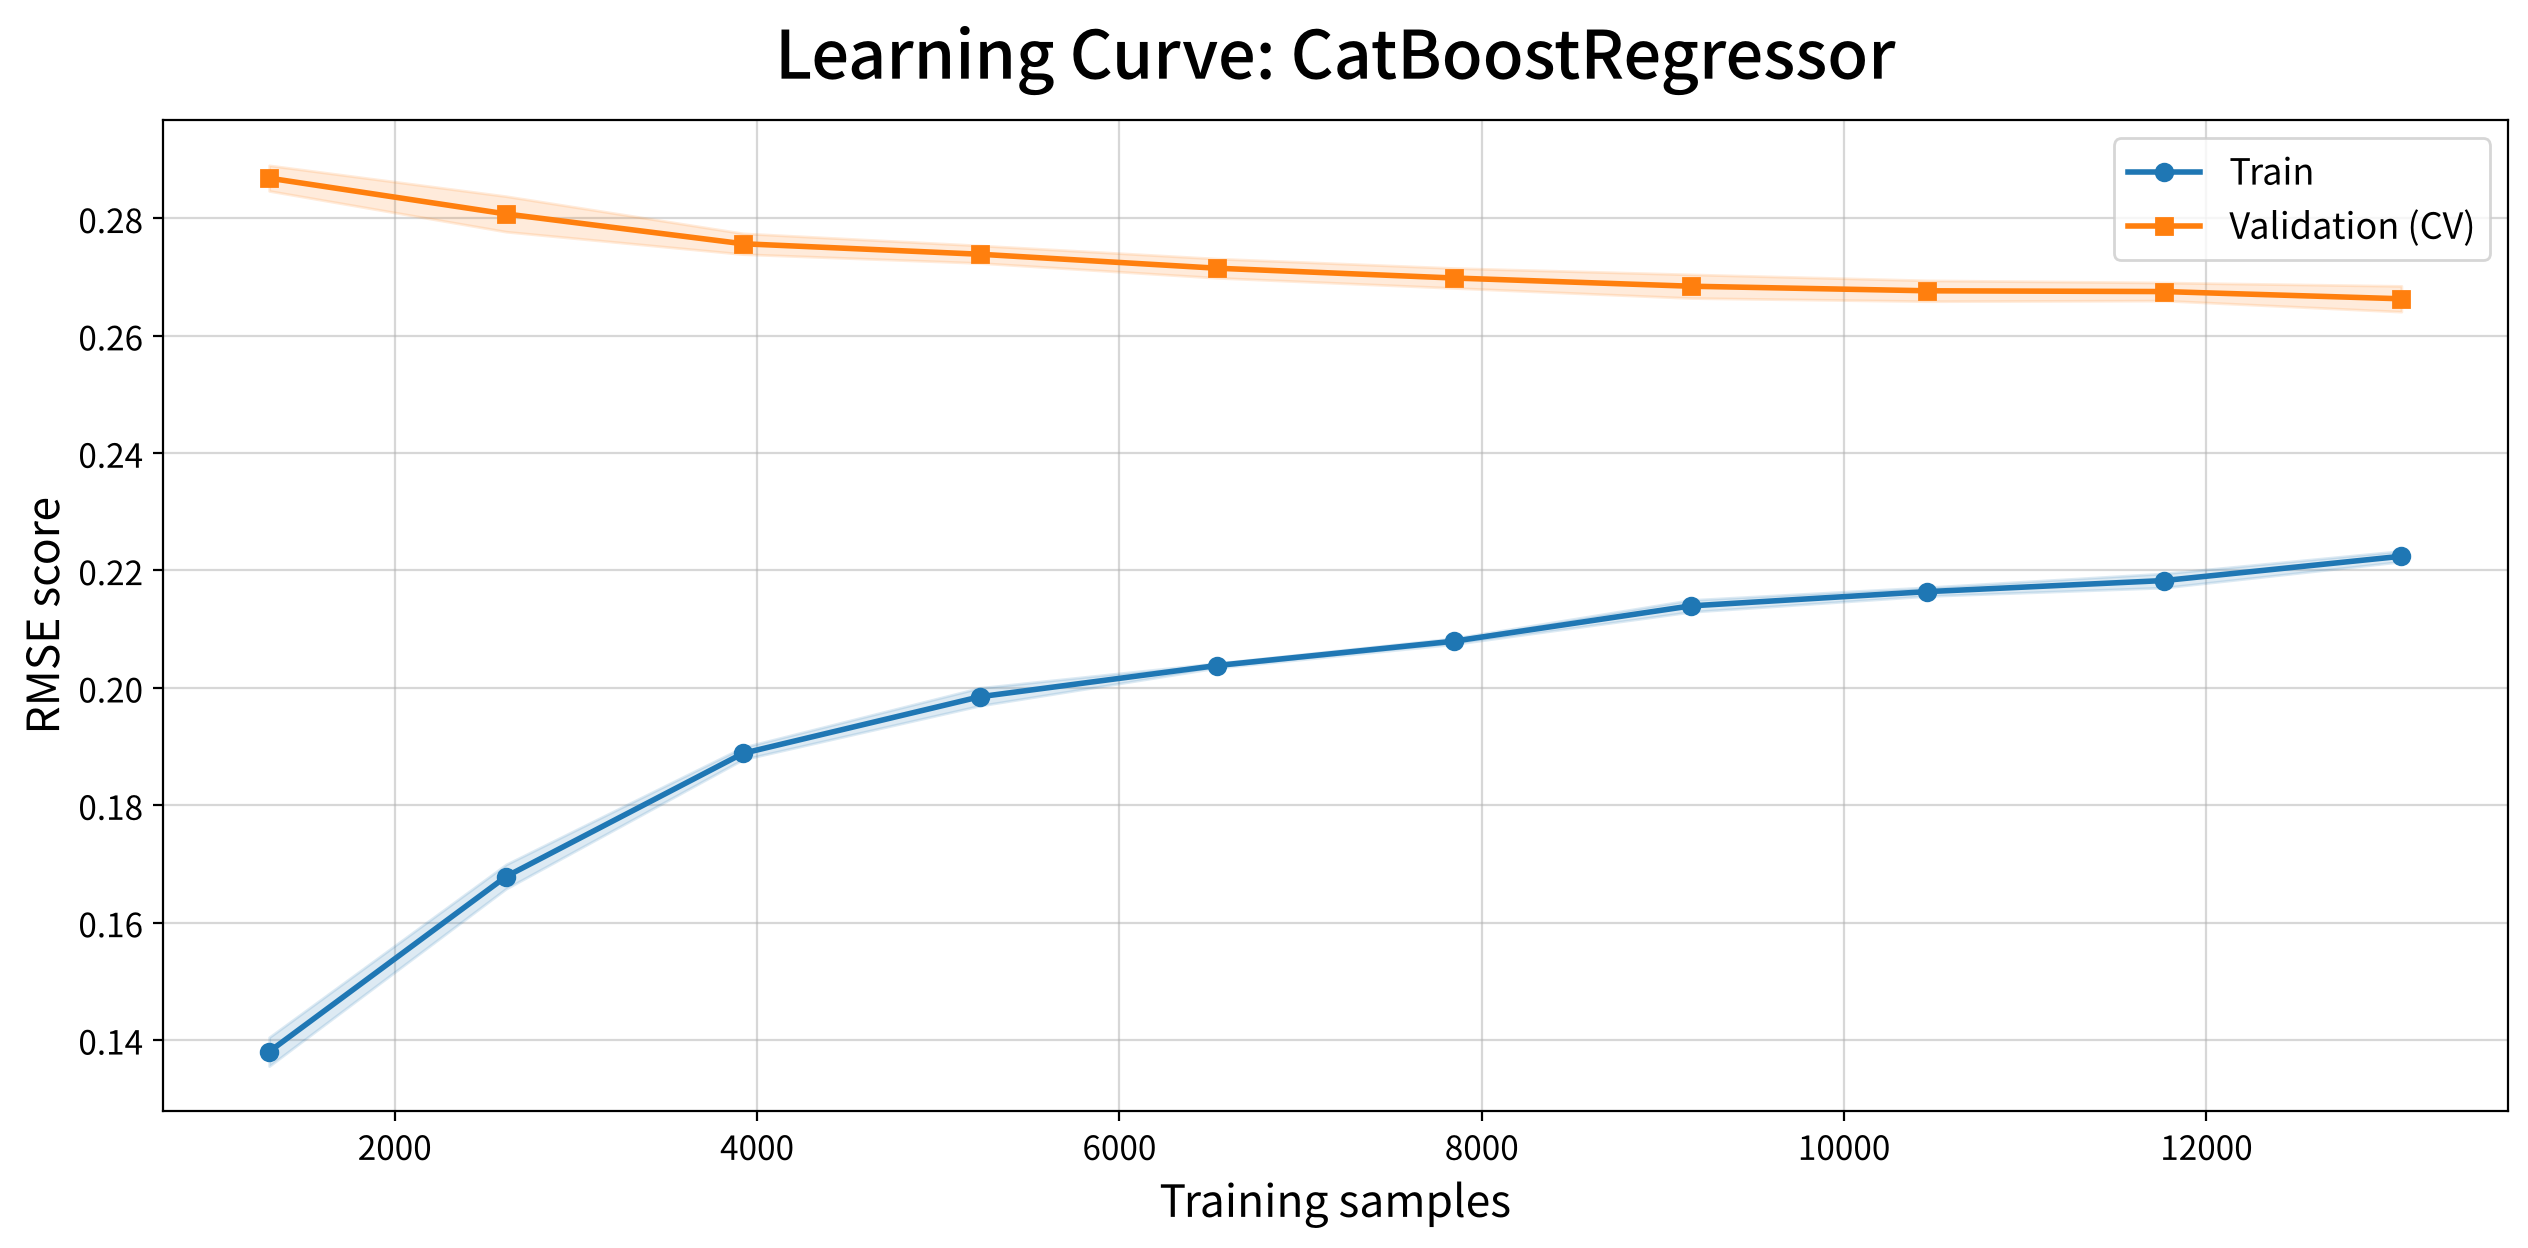 Learning Curve: CatBoostRegressor
Train
Validation (CV)
0.28
0.26
0.24
0.22
0.20
0.18
0.16
0.14
RMSE score
2000 4000 6000 8000 10000 12000
Training samples